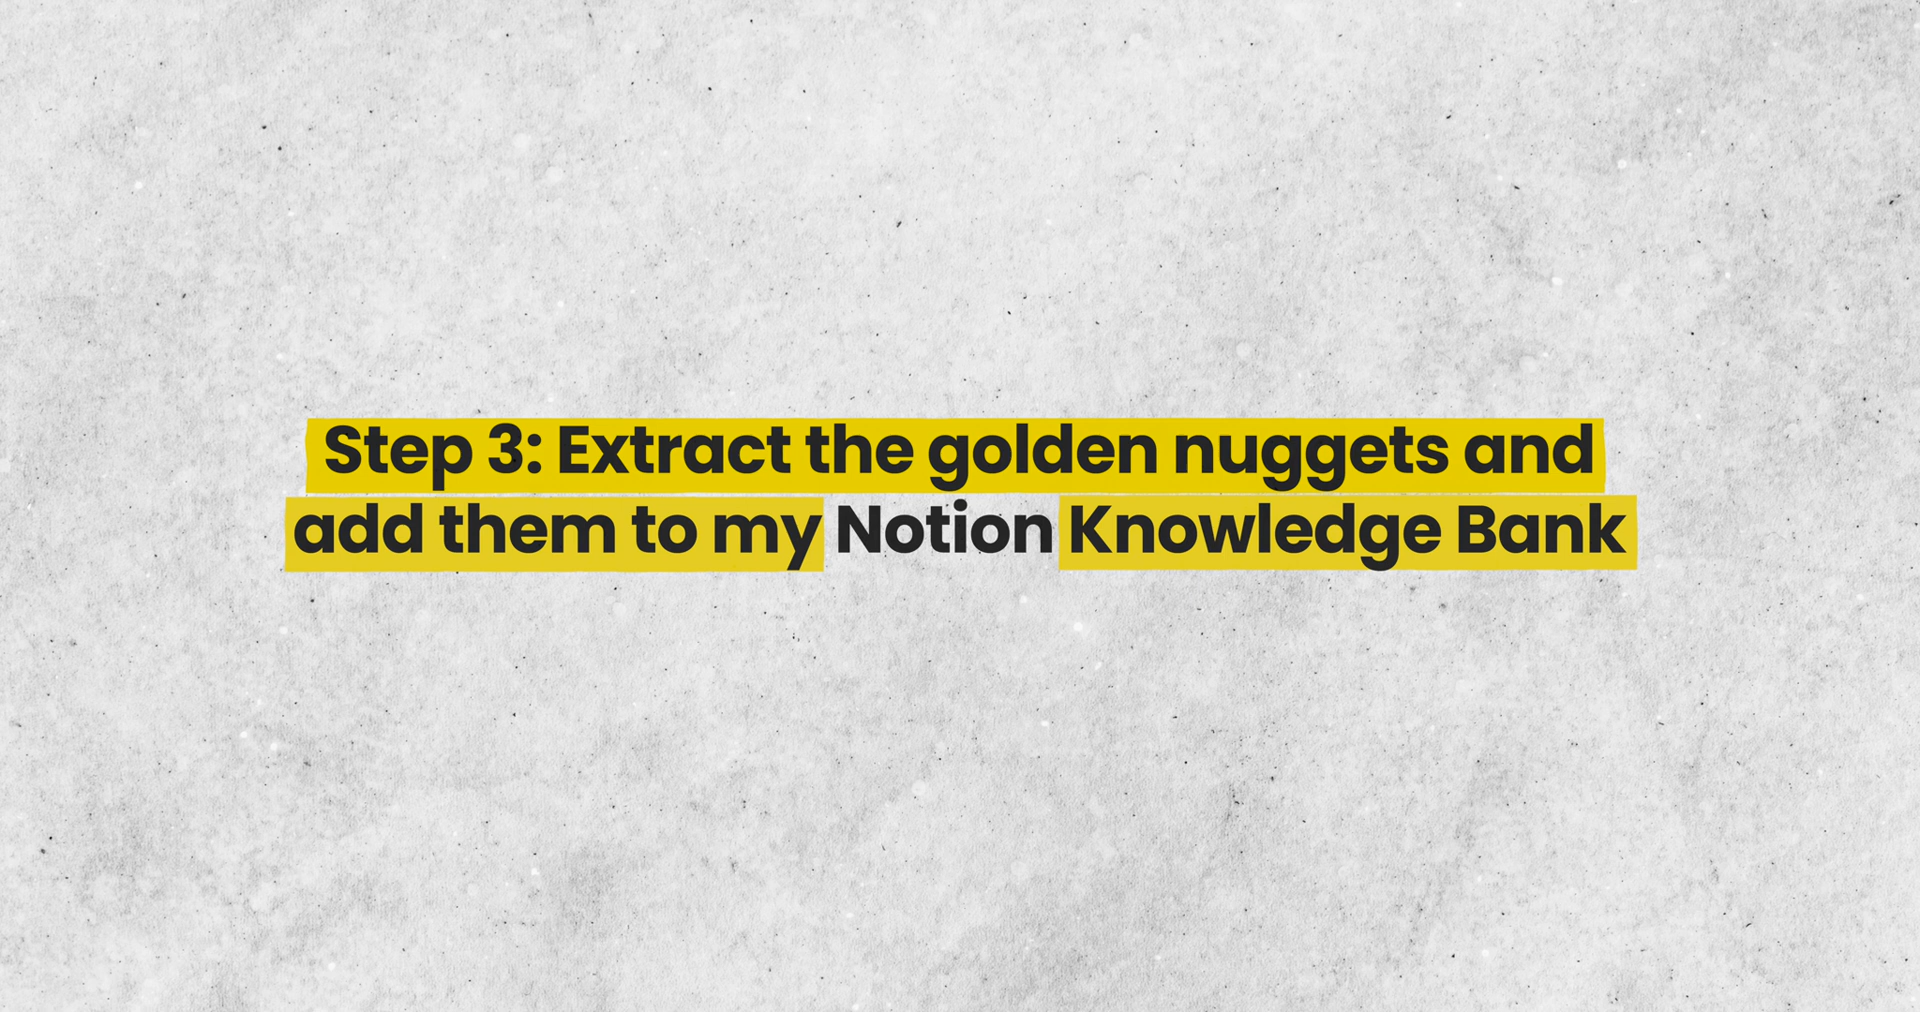 Step 3: Extract the golden nuggets and
add them to my Notion Knowledge Bank